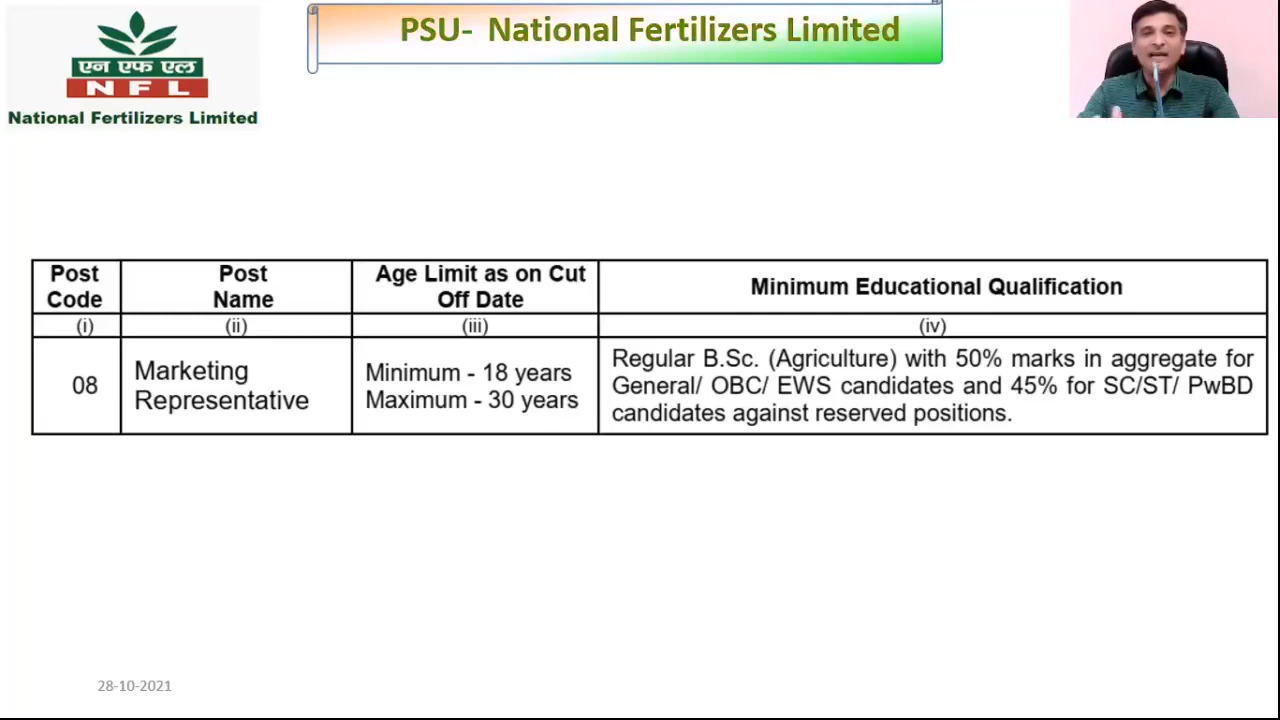 एन एफ एल
N F L
National Fertilizers Limited
PSU- National Fertilizers Limited
Post Code
Post Name
Age Limit as on Cut Off Date
Minimum Educational Qualification
(i)
(ii)
(iii)
(iv)
08
Marketing
Representative
Minimum - 18 years
Maximum - 30 years
Regular B.Sc. (Agriculture) with 50% marks in aggregate for
General/ OBC/ EWS candidates and 45% for SC/ST/ PwBD
candidates against reserved positions.
28-10-2021